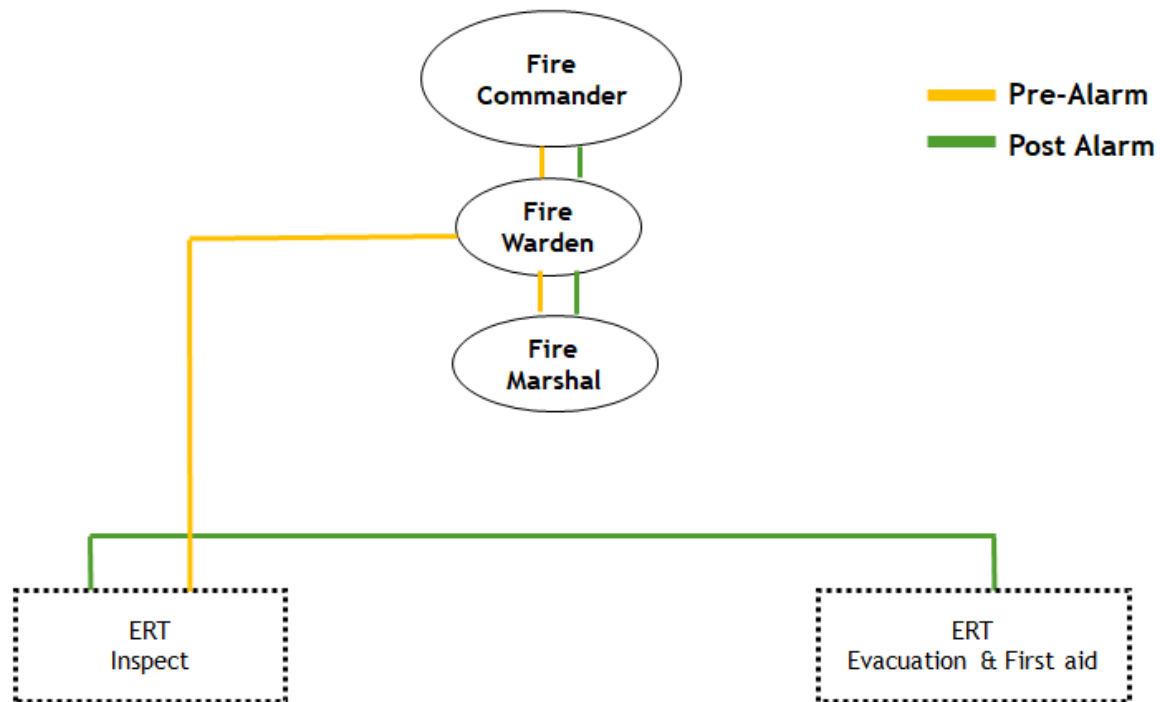 Fire
Commander
Pre-Alarm
Post Alarm
Fire
Warden
Fire
Marshal
ERT
Inspect
ERT
Evacuation & First aid